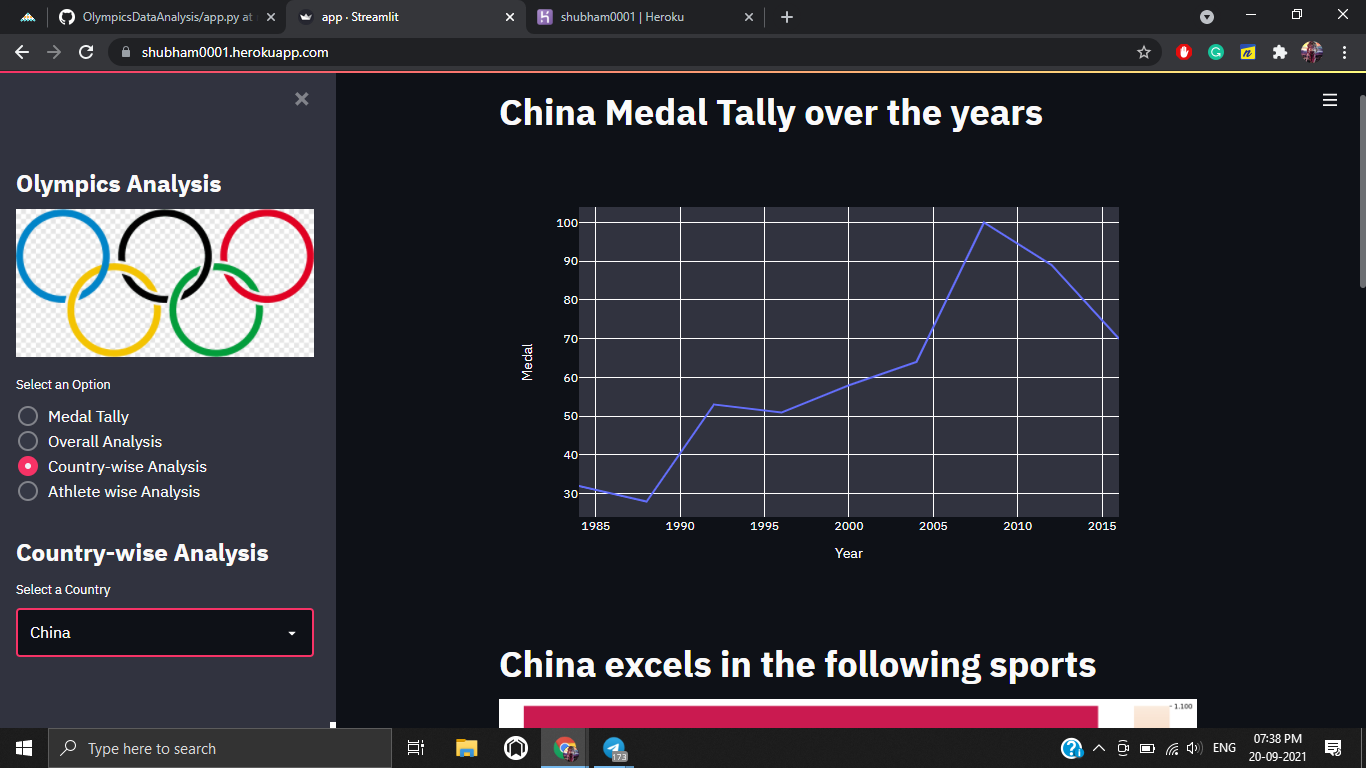 OlympicsDataAnalysis/app.py at
app · Streamlit
shubham0001 | Heroku
shubham0001.herokuapp.com
Olympics Analysis
Select an Option
Medal Tally
Overall Analysis
Country-wise Analysis
Athlete wise Analysis
Country-wise Analysis
Select a Country
China
China Medal Tally over the years
100
90
80
70
60
50
40
30
Medal
1985 1990 1995 2000 2005 2010 2015
Year
China excels in the following sports
1.100
Type here to search
173
ENG
07:38 PM
20-09-2021